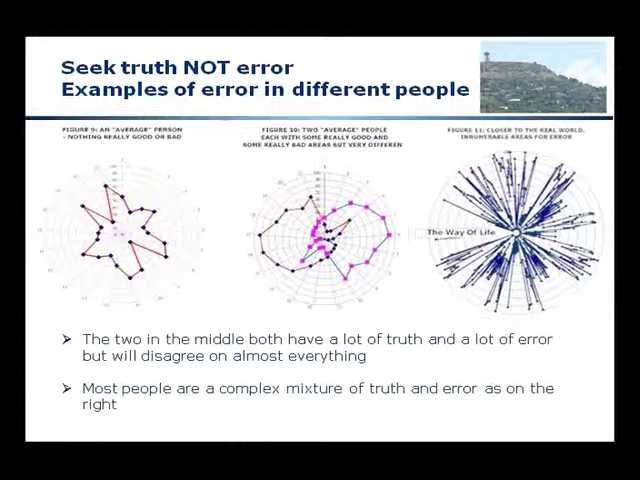 Seek truth NOT error
Examples of error in different people
FIGURE 9: AN "AVERAGE" PERSON
- NOTHING REALLY GOOD OR BAD
FIGURE 10: TWO "AVERAGE" PEOPLE
EACH WITH SOME REALLY GOOD AND
SOME REALLY BAD AREAS BUT VERY DIFFEREN
FIGURE 11: CLOSER TO THE REAL WORLD,
INNUMERABLE AREAS FOR ERROR
The Way Of Life
The two in the middle both have a lot of truth and a lot of error
but will disagree on almost everything
Most people are a complex mixture of truth and error as on the
right